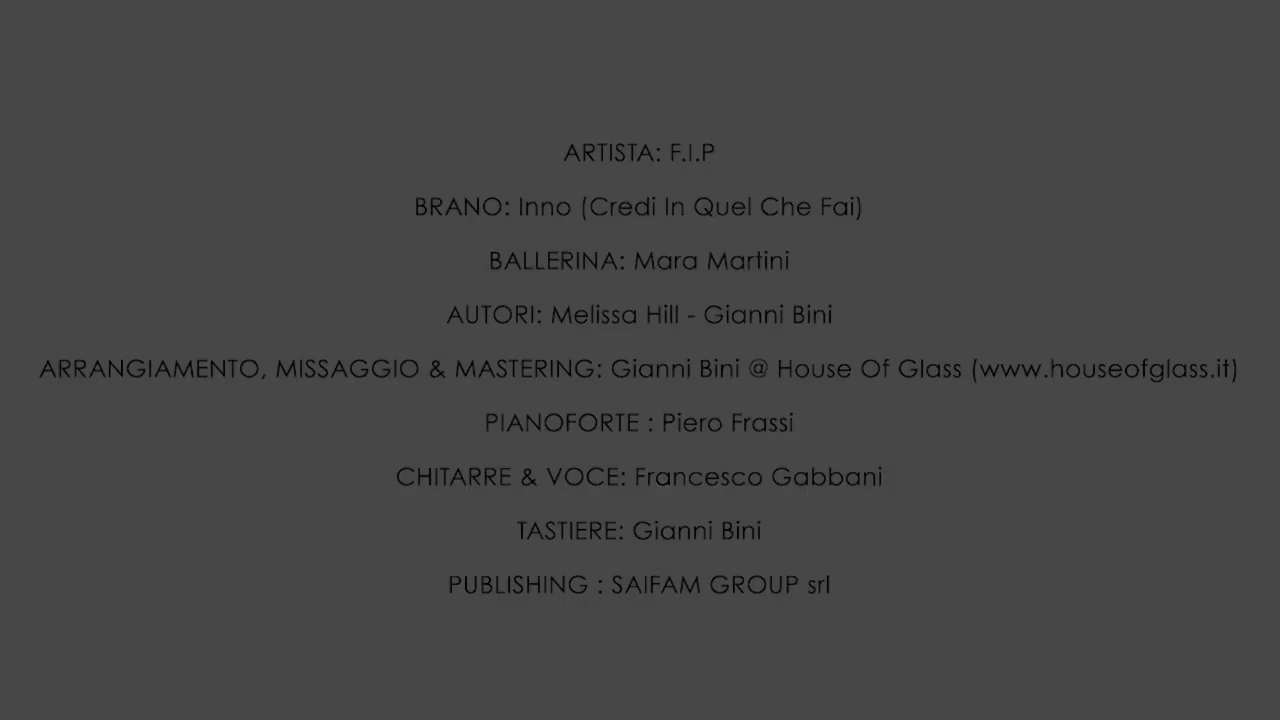 ARTISTA: F.I.P
BRANO: Inno (Credi In Quel Che Fai)
BALLERINA: Mara Martini
AUTORI: Melissa Hill - Gianni Bini
ARRANGIAMENTO, MISSAGGIO & MASTERING: Gianni Bini @ House Of Glass (www.houseofglass.it)
PIANOFORTE : Piero Frassi
CHITARRE & VOCE: Francesco Gabbani
TASTIERE: Gianni Bini
PUBLISHING : SAIFAM GROUP srl